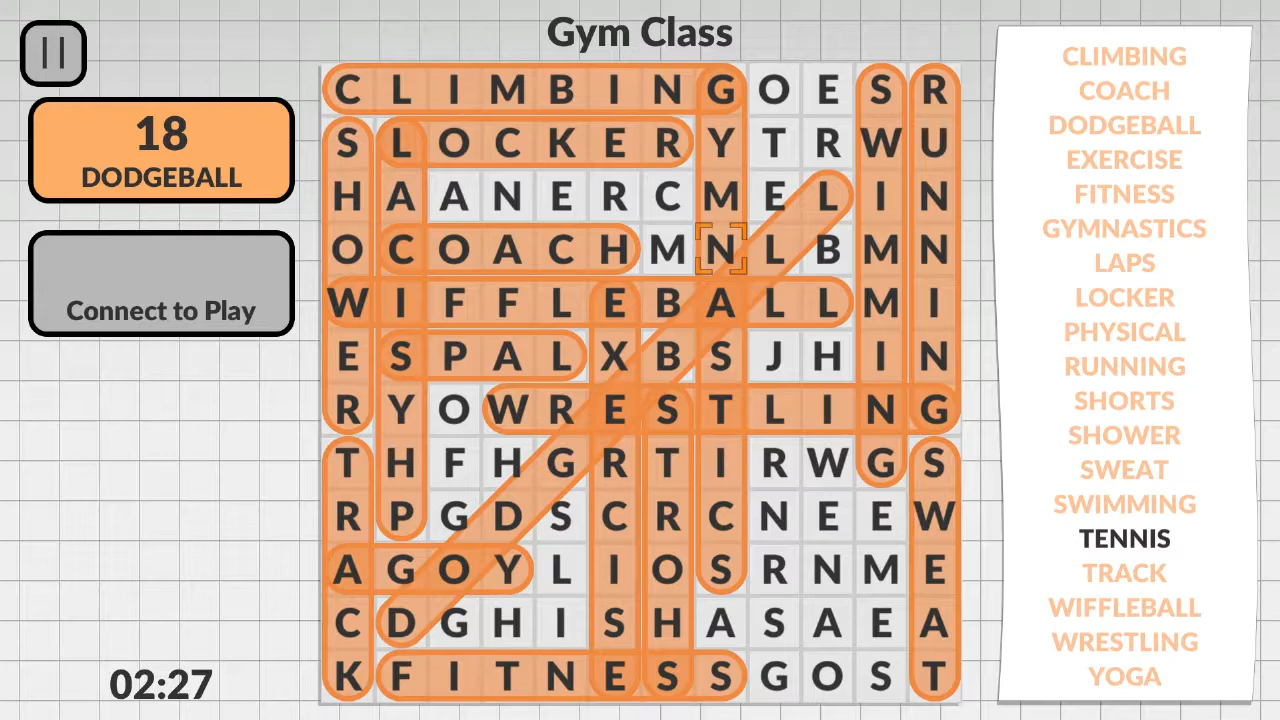 Gym Class
18
DODGEBALL
Connect to Play
02:27
C L I M B I N G O E S R
S L O C K E R Y T R W U
H A A N E R C M E L I N
O C O A C H M N L B M N
W I F F L E B A L L M I
E S P A L X B S J H I N
R Y O W R E S T L I N G
T H F H G R T I R W G S
R P G D S C R C N E E W
A G O Y L I O S R N M E
C D G H I S H A S A E A
K F I T N E S S G O S T
CLIMBING
COACH
DODGEBALL
EXERCISE
FITNESS
GYMNASTICS
LAPS
LOCKER
PHYSICAL
RUNNING
SHORTS
SHOWER
SWEAT
SWIMMING
TENNIS
TRACK
WIFFLEBALL
WRESTLING
YOGA